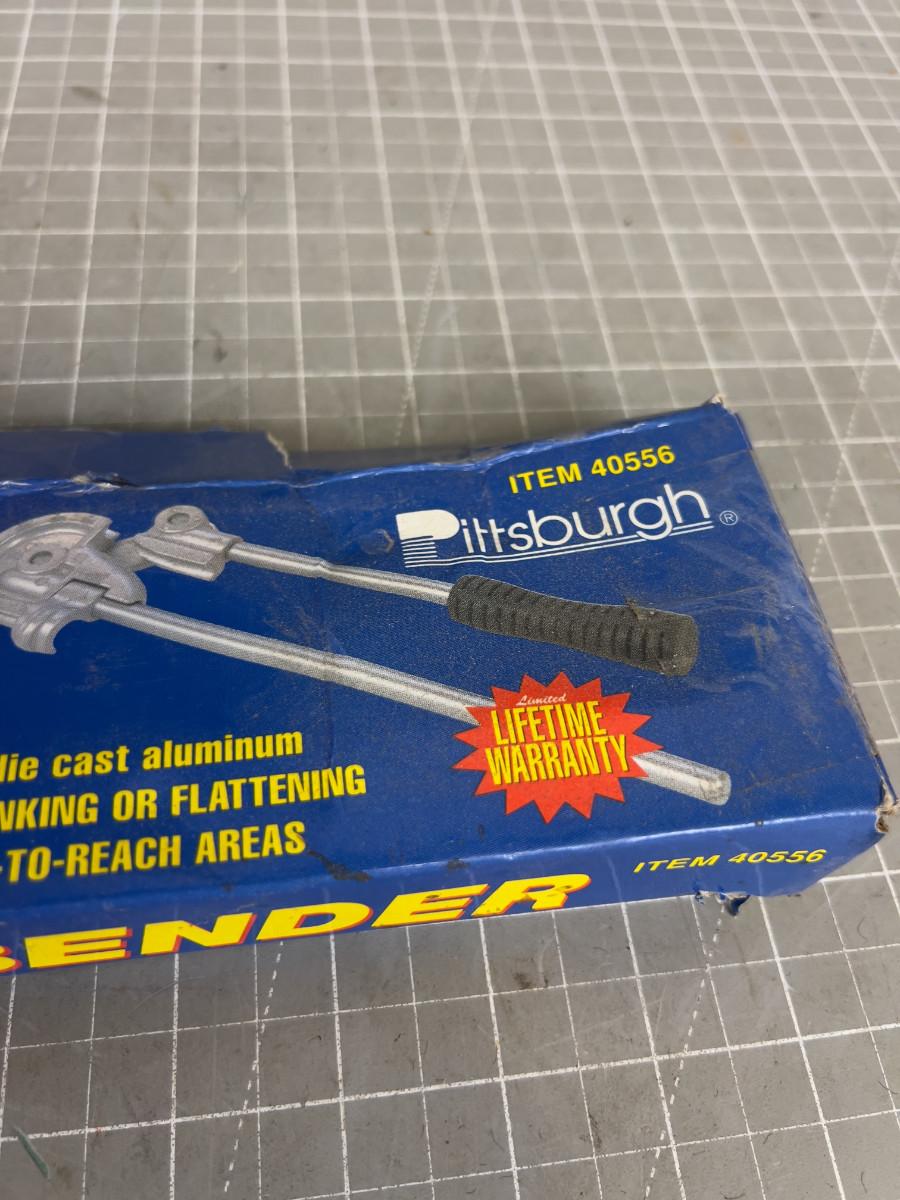 ITEM 40556
Pittsburgh®
Limited
LIFETIME
WARRANTY
die cast aluminum
NKING OR FLATTENING
-TO-REACH AREAS
ITEM 40556
BENDER